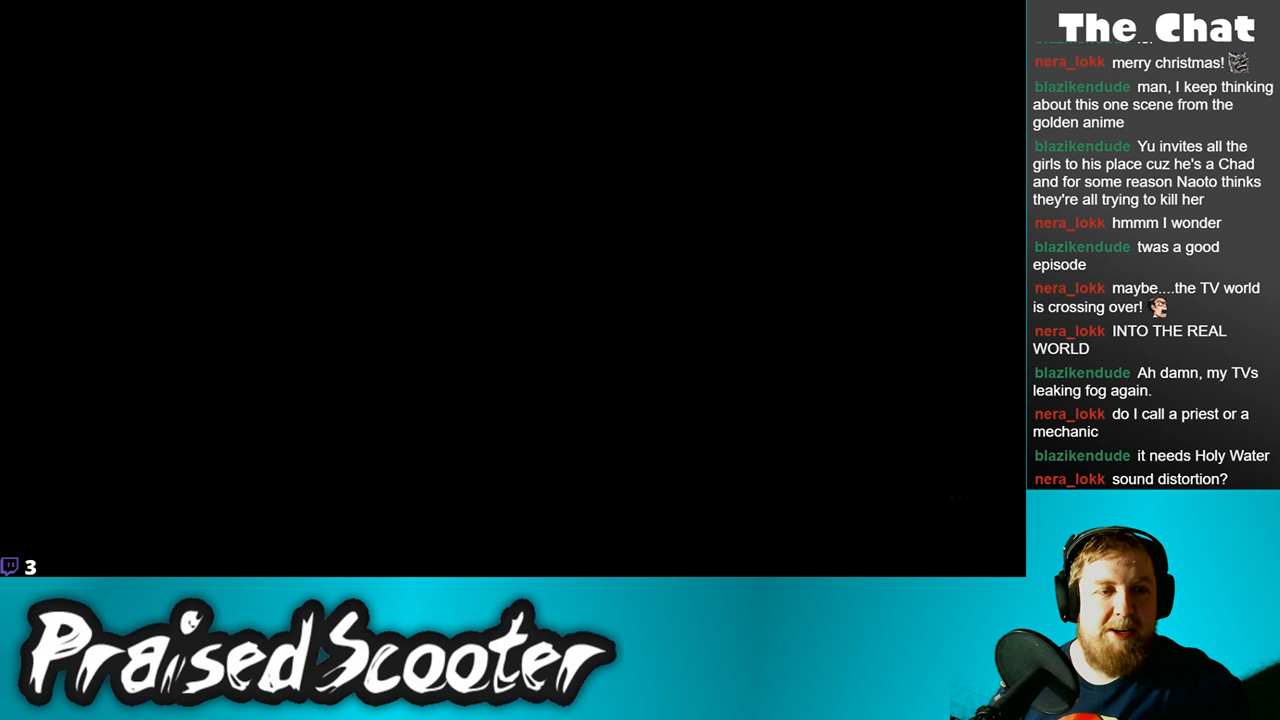 The Chat
nera_lokk merry christmas!
blazikendude man, I keep thinking
about this one scene from the
golden anime
blazikendude Yu invites all the
girls to his place cuz he's a Chad
and for some reason Naoto thinks
they're all trying to kill her
nera_lokk hmmm I wonder
blazikendude twas a good
episode
nera_lokk maybe....the TV world
is crossing over!
nera_lokk INTO THE REAL
WORLD
blazikendude Ah damn, my TVs
leaking fog again.
nera_lokk do I call a priest or a
mechanic
blazikendude it needs Holy Water
nera_lokk sound distortion?
3
PraisedScooter